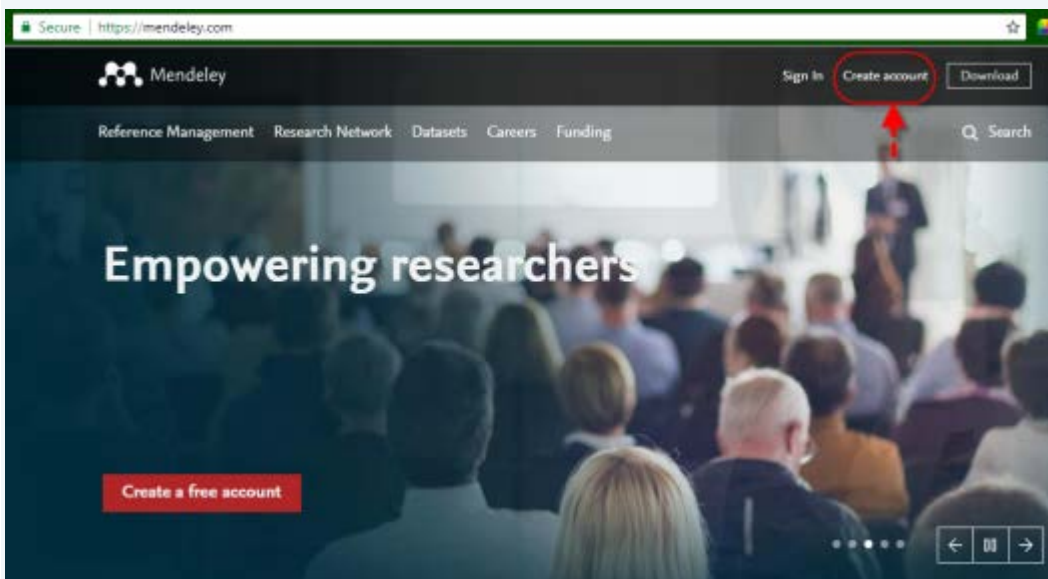 Secure | https://mendeley.com
Mendeley
Sign In Create account Download
Reference Management Research Network Datasets Careers Funding
Search
Empowering researchers
Create a free account